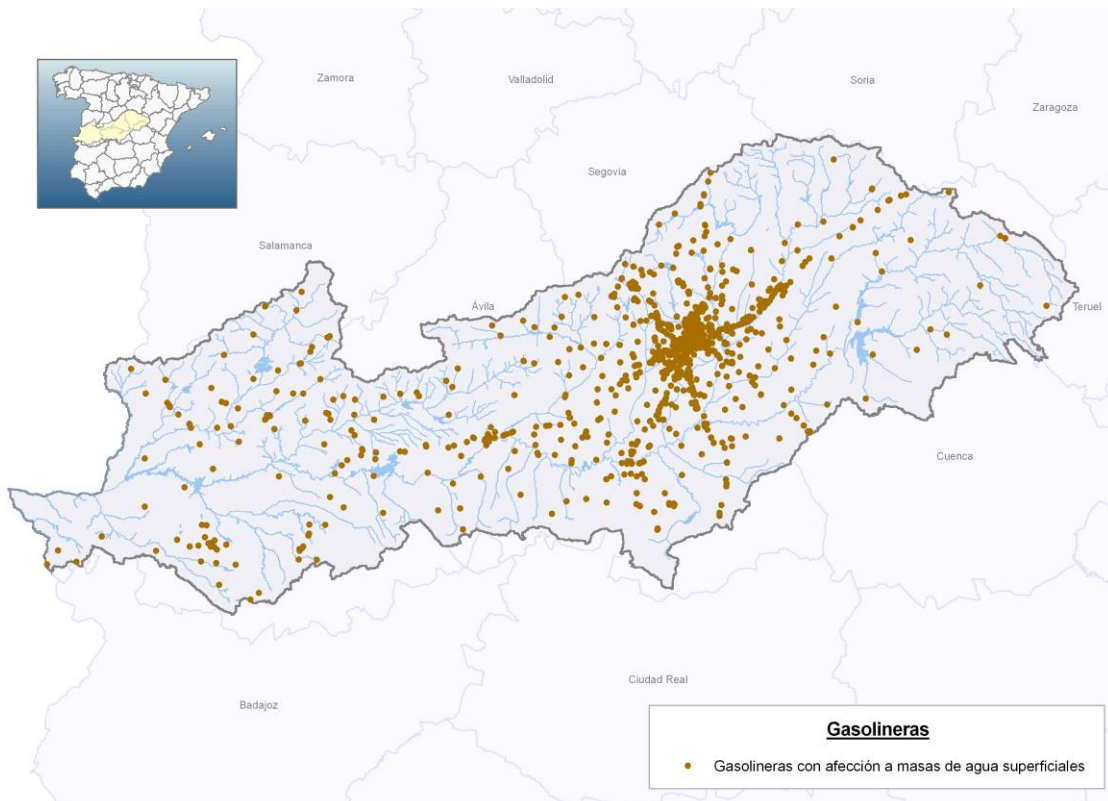 Zamora
Valladolid
Soria
Zaragoza
Segovia
Salamanca
Ávila
Teruel
Cuenca
Ciudad Real
Badajoz
Gasolineras
Gasolineras con afección a masas de agua superficiales